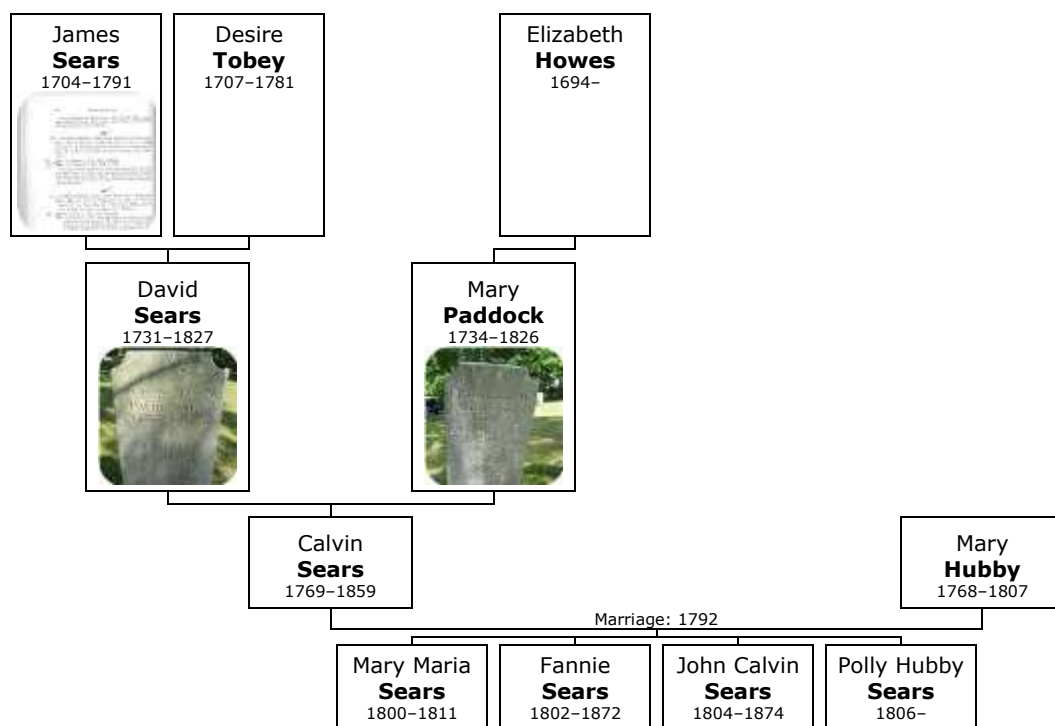 James
Sears
1704–1791
Desire
Tobey
1707–1781
Elizabeth
Howes
1694–
David
Sears
1731–1827
Mary
Paddock
1734–1826
Calvin
Sears
1769–1859
Mary
Hubby
1768–1807
Marriage: 1792
Mary Maria
Sears
1800–1811
Fannie
Sears
1802–1872
John Calvin
Sears
1804–1874
Polly Hubby
Sears
1806–